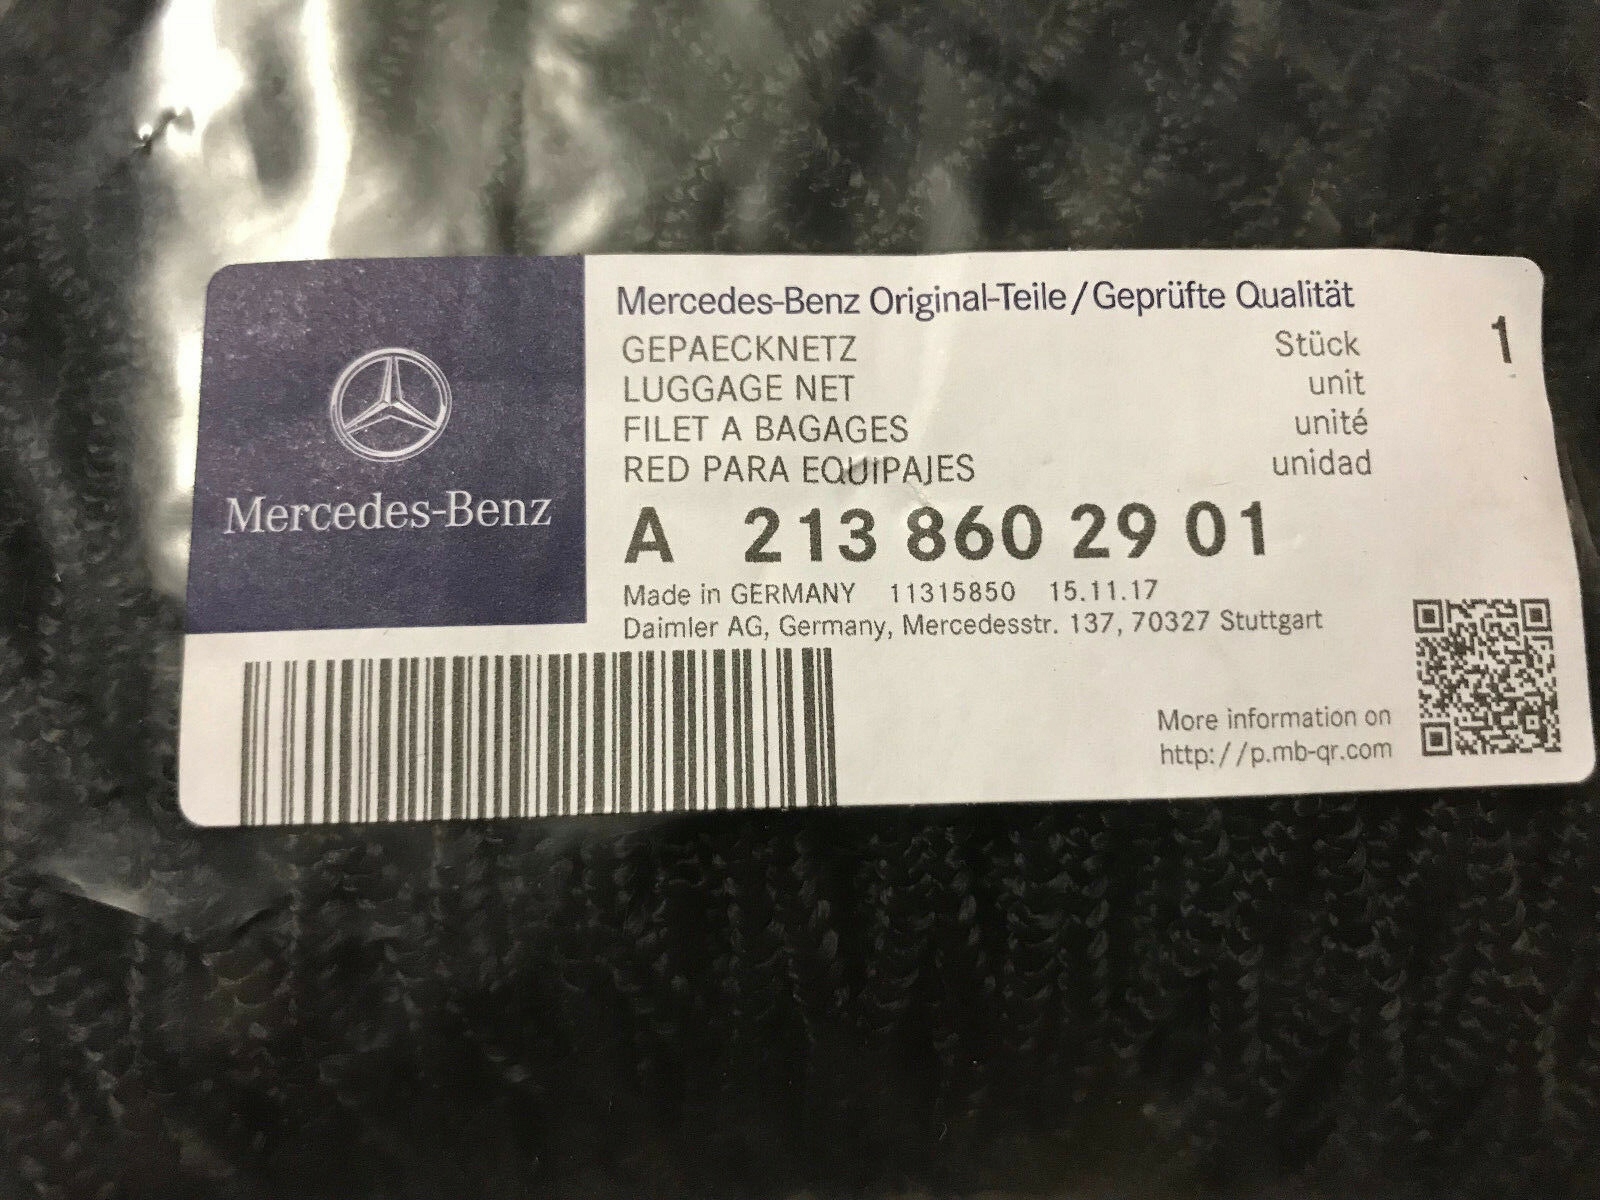 Mercedes-Benz
Mercedes-Benz Original-Teile/Geprüfte Qualität
GEPAECKNETZ Stück 1
LUGGAGE NET unit
FILET A BAGAGES unité
RED PARA EQUIPAJES unidad
A 213 860 29 01
Made in GERMANY 11315850 15.11.17
Daimler AG, Germany, Mercedesstr. 137, 70327 Stuttgart
More information on
http://p.mb-qr.com